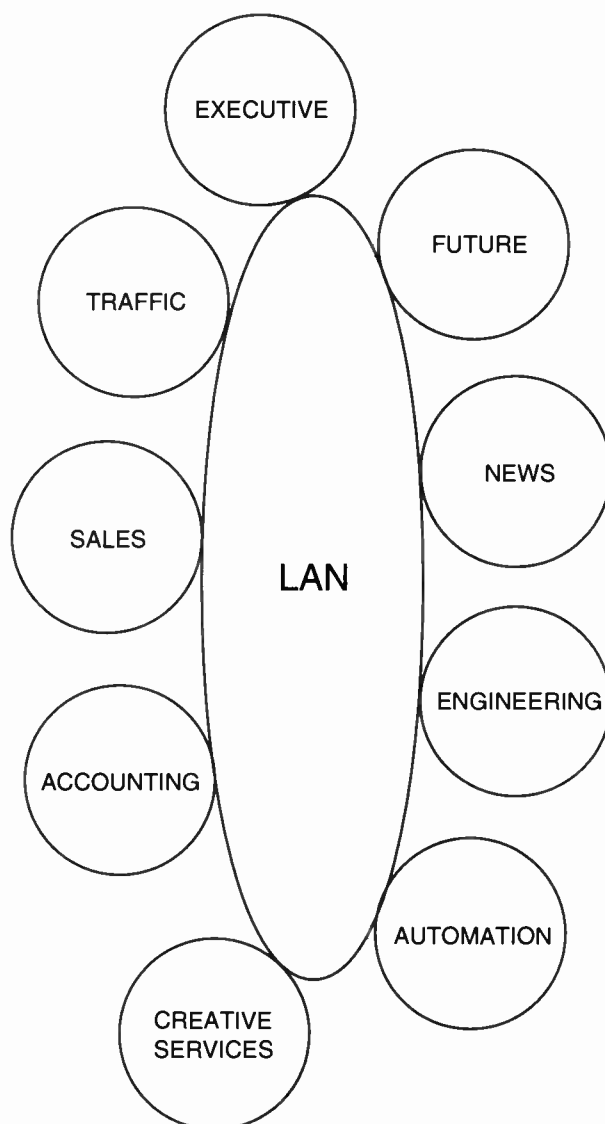 EXECUTIVE
FUTURE
TRAFFIC
NEWS
SALES
LAN
ENGINEERING
ACCOUNTING
AUTOMATION
CREATIVE
SERVICES